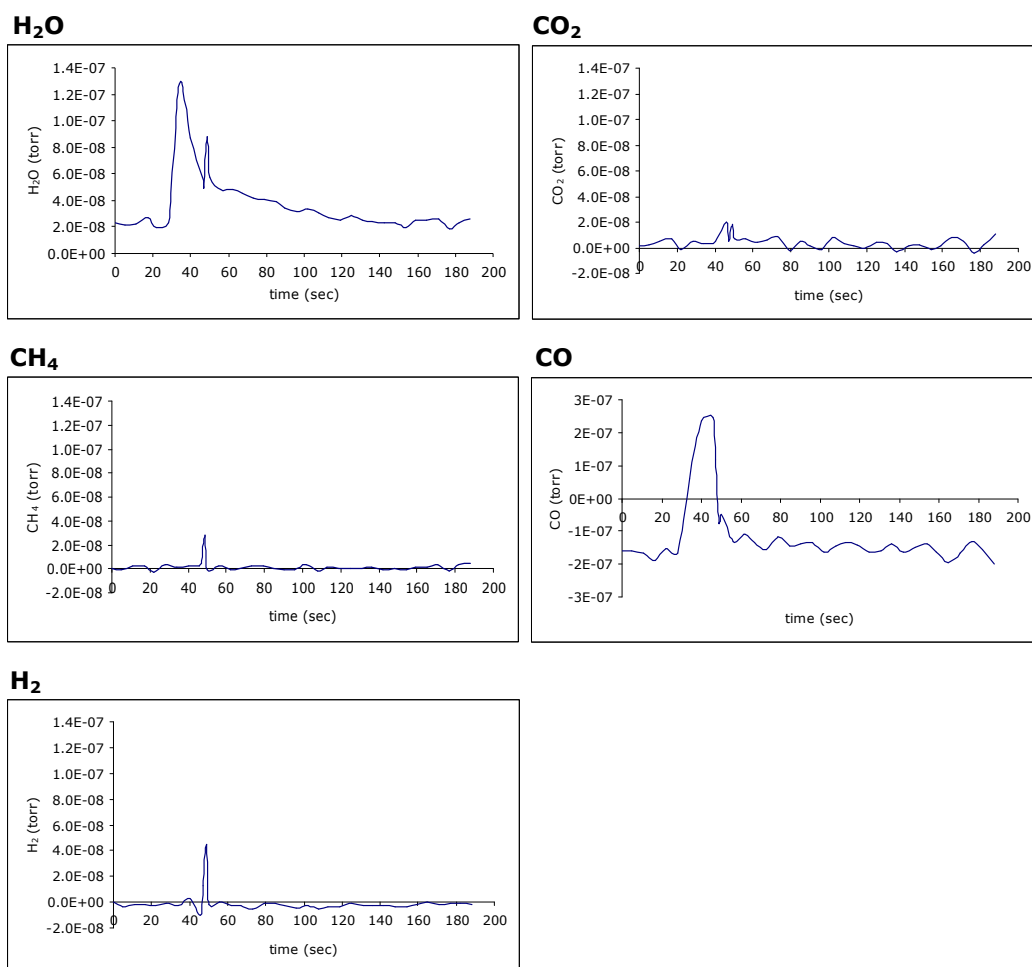 H₂O
1.4E-07
1.2E-07
1.0E-07
8.0E-08
6.0E-08
4.0E-08
2.0E-08
0.0E+00
H₂O (torr)
0 20 40 60 80 100 120 140 160 180 200
time (sec)
CO₂
1.4E-07
1.2E-07
1.0E-07
8.0E-08
6.0E-08
4.0E-08
2.0E-08
0.0E+00
-2.0E-08
CO₂ (torr)
0 20 40 60 80 100 120 140 160 180 200
time (sec)
CH₄
1.4E-07
1.2E-07
1.0E-07
8.0E-08
6.0E-08
4.0E-08
2.0E-08
0.0E+00
-2.0E-08
CH₄ (torr)
0 20 40 60 80 100 120 140 160 180 200
time (sec)
CO
3E-07
2E-07
1E-07
0E+00
-1E-07
-2E-07
-3E-07
CO (torr)
0 20 40 60 80 100 120 140 160 180 200
time (sec)
H₂
1.4E-07
1.2E-07
1.0E-07
8.0E-08
6.0E-08
4.0E-08
2.0E-08
0.0E+00
-2.0E-08
H₂ (torr)
0 20 40 60 80 100 120 140 160 180 200
time (sec)